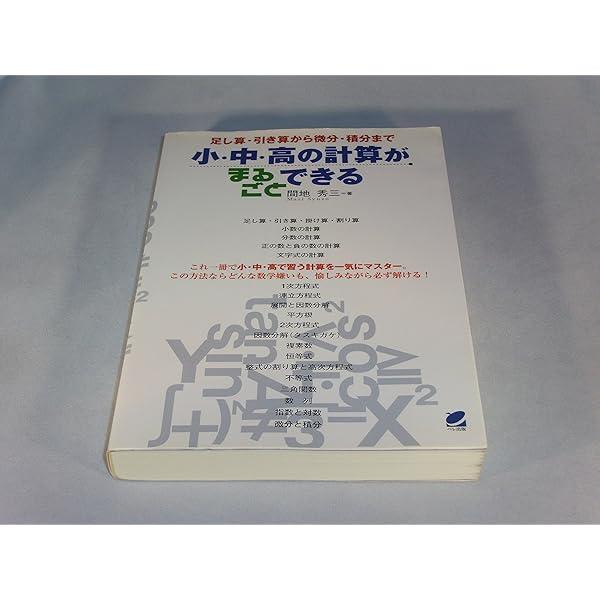 足し算・引き算から微分・積分まで
小・中・高の計算が
まるごとできる
間地 秀三=著
Mazi Syuzo
足し算・引き算・掛け算・割り算
小数の計算
分数の計算
正の数と負の数の計算
文字式の計算
これ一冊で小・中・高で習う計算を一気にマスター。
この方法ならどんな数学嫌いも、愉しみながら必ず解ける！
1次方程式
連立方程式
展開と因数分解
平方根
2次方程式
因数分解(タスキガケ)
複素数
恒等式
整式の割り算と高次方程式
不等式
三角関数
数 列
指数と対数
微分と積分
ベレ出版